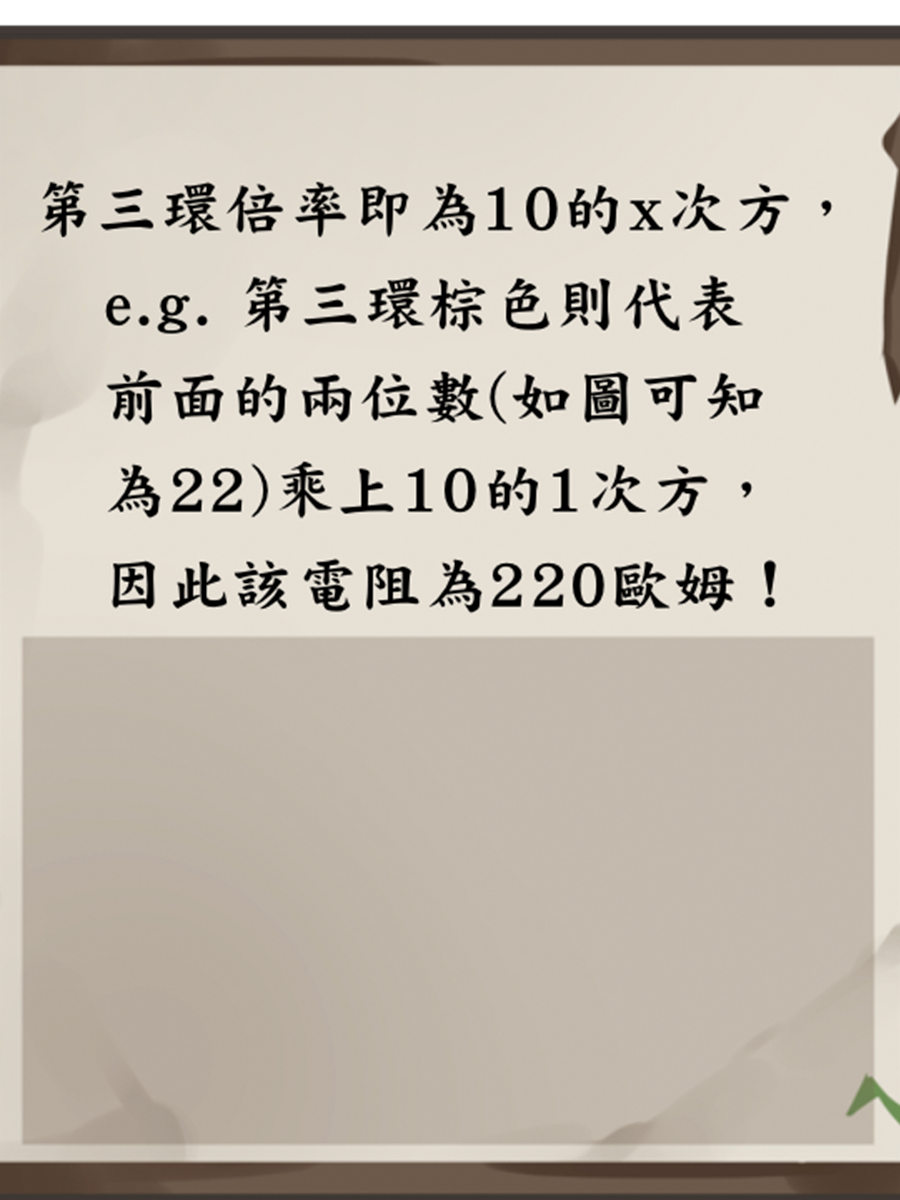 第三環倍率即為10的x次方，
e.g. 第三環棕色則代表
前面的兩位數(如圖可知
為22)乘上10的1次方，
因此該電阻為220歐姆！